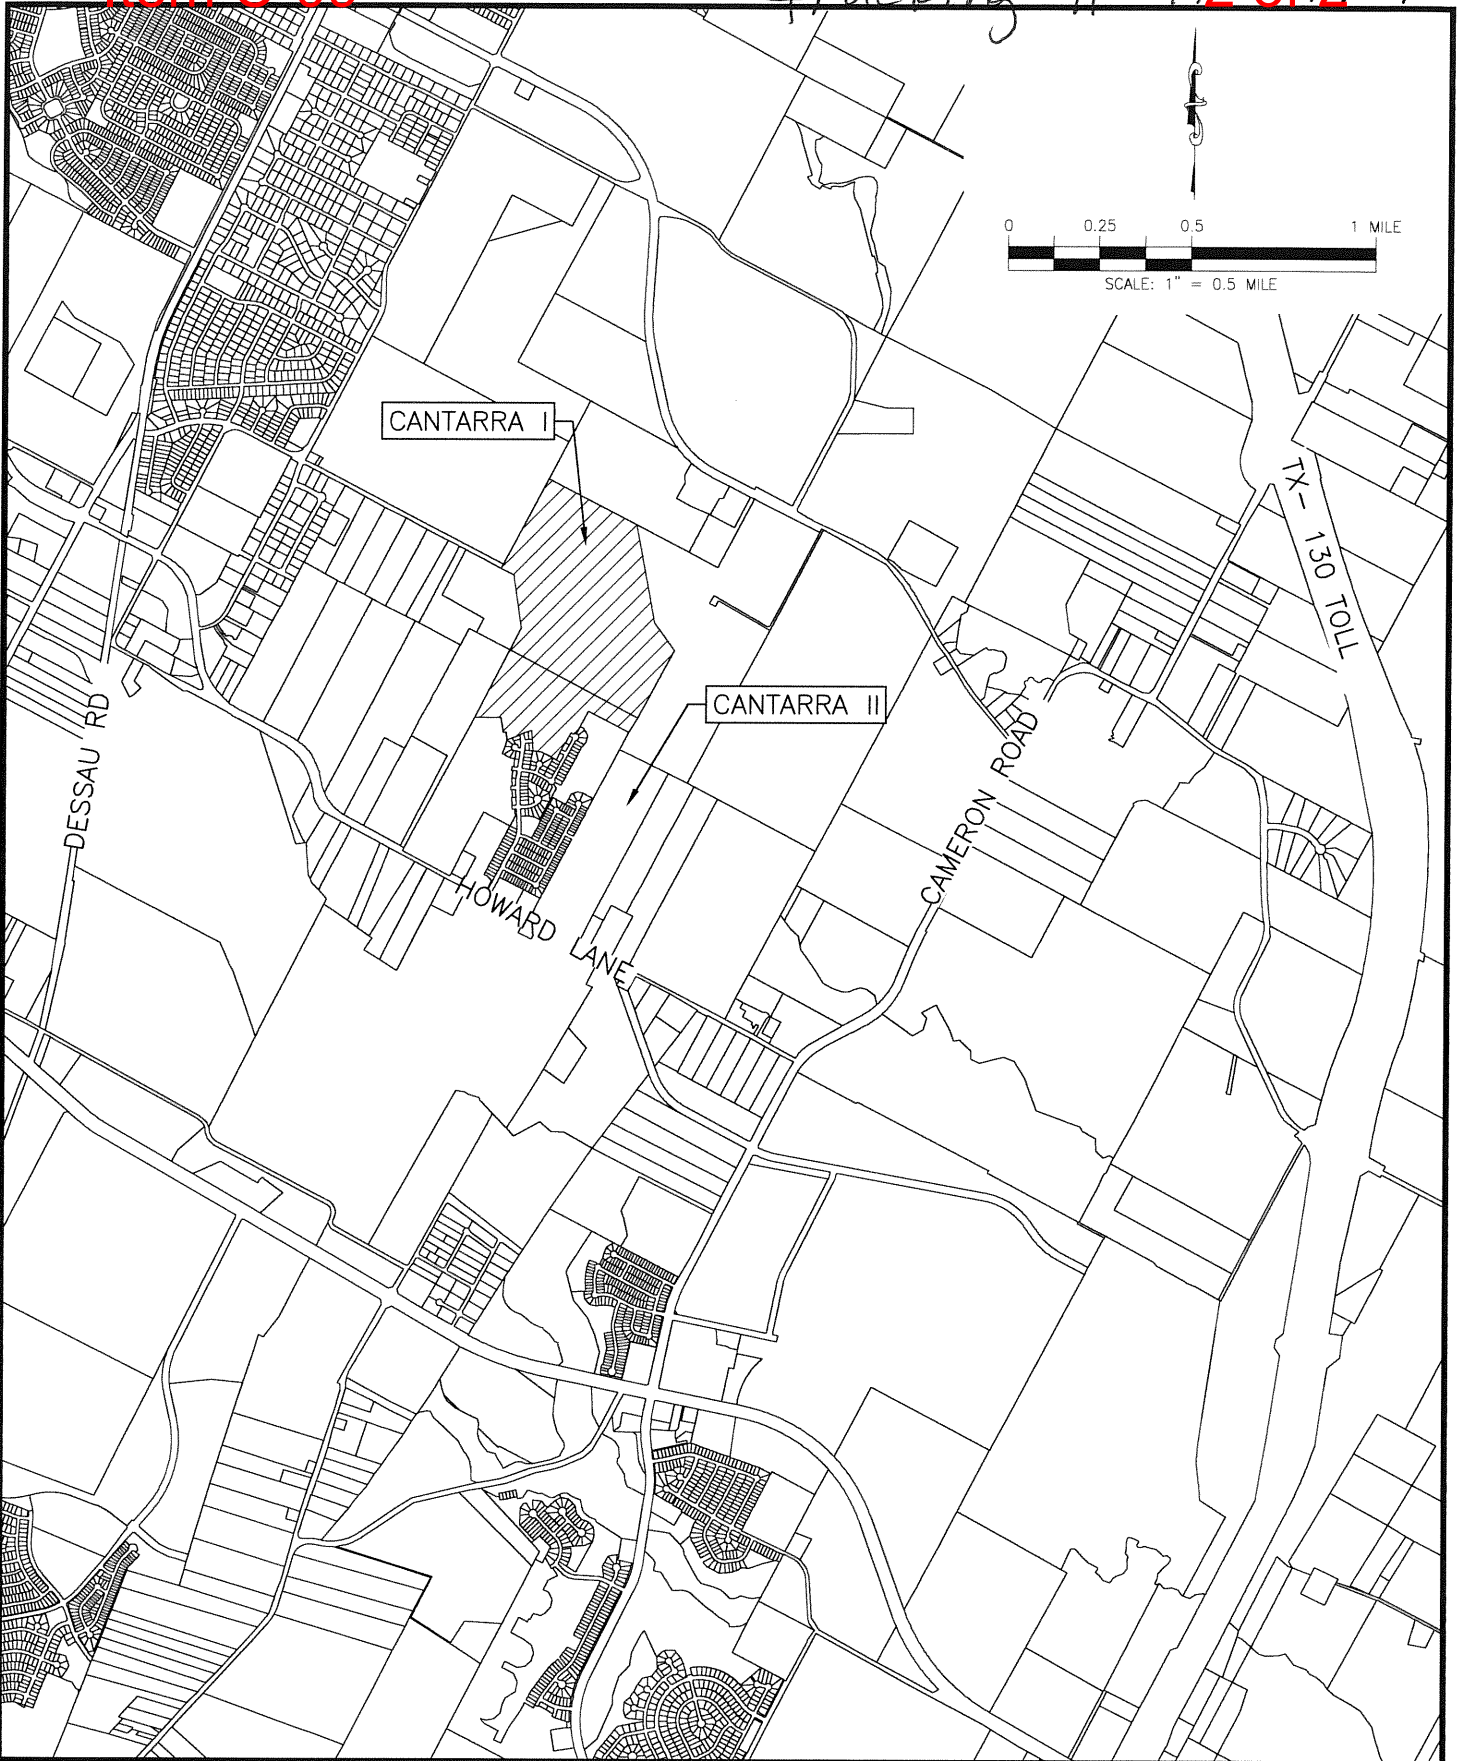 0 0.25 0.5 1 MILE
SCALE: 1" = 0.5 MILE
CANTARRA I
TX- 130 TOLL
CANTARRA II
DESSAU RD
CAMERON ROAD
HOWARD LANE